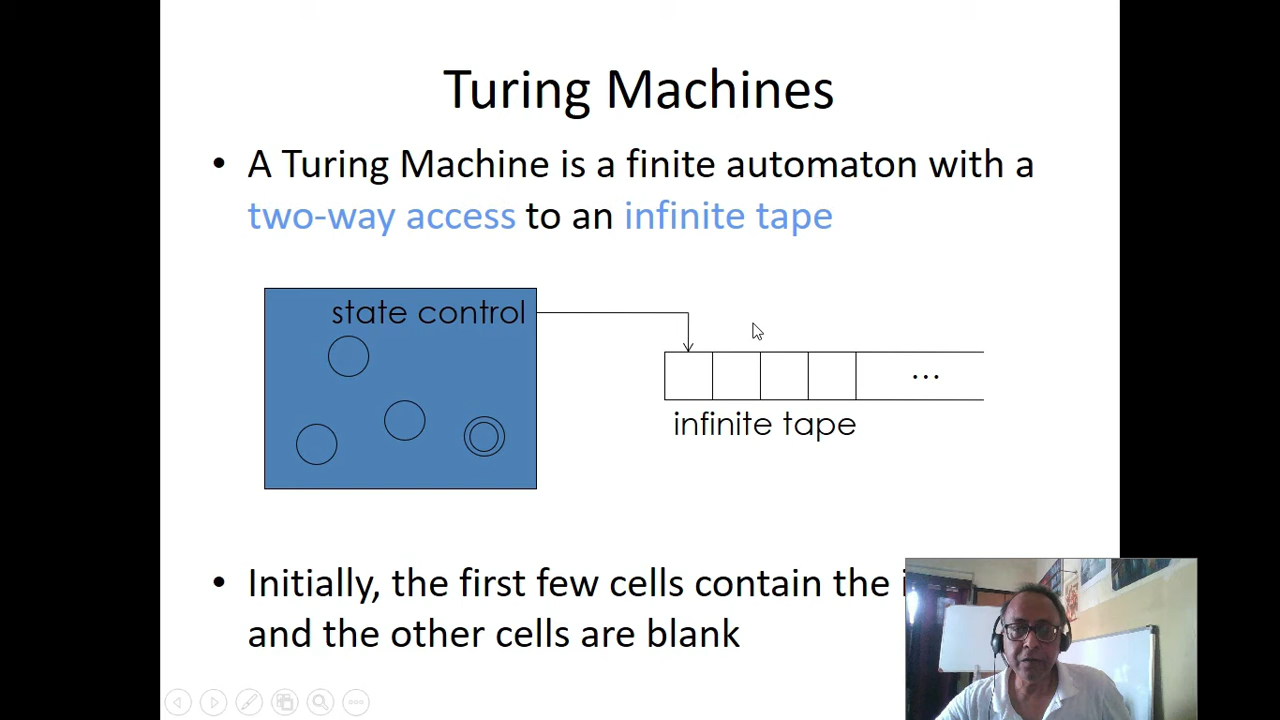 Turing Machines
• A Turing Machine is a finite automaton with a
two-way access to an infinite tape
state control
...
infinite tape
• Initially, the first few cells contain the
and the other cells are blank